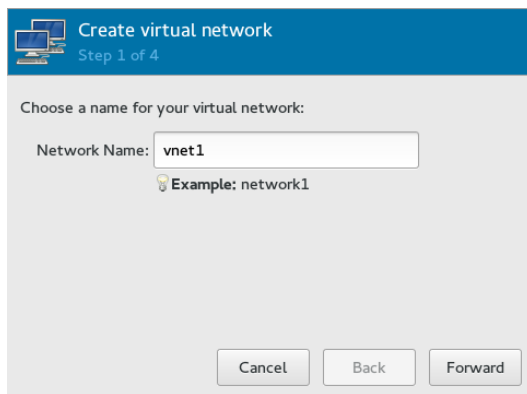 Create virtual network
Step 1 of 4
Choose a name for your virtual network:
Network Name: vnet1
Example: network1
Cancel Back Forward